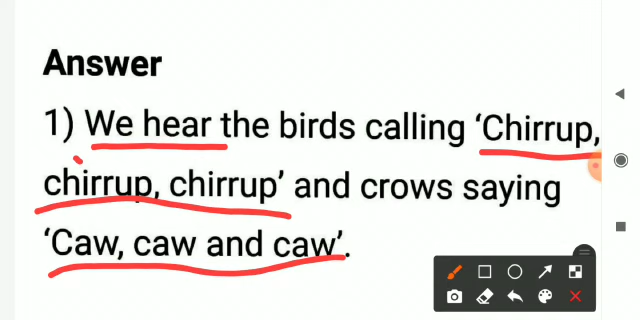 Answer
1) We hear the birds calling ‘Chirrup,
chirrup, chirrup’ and crows saying
‘Caw, caw and caw’.